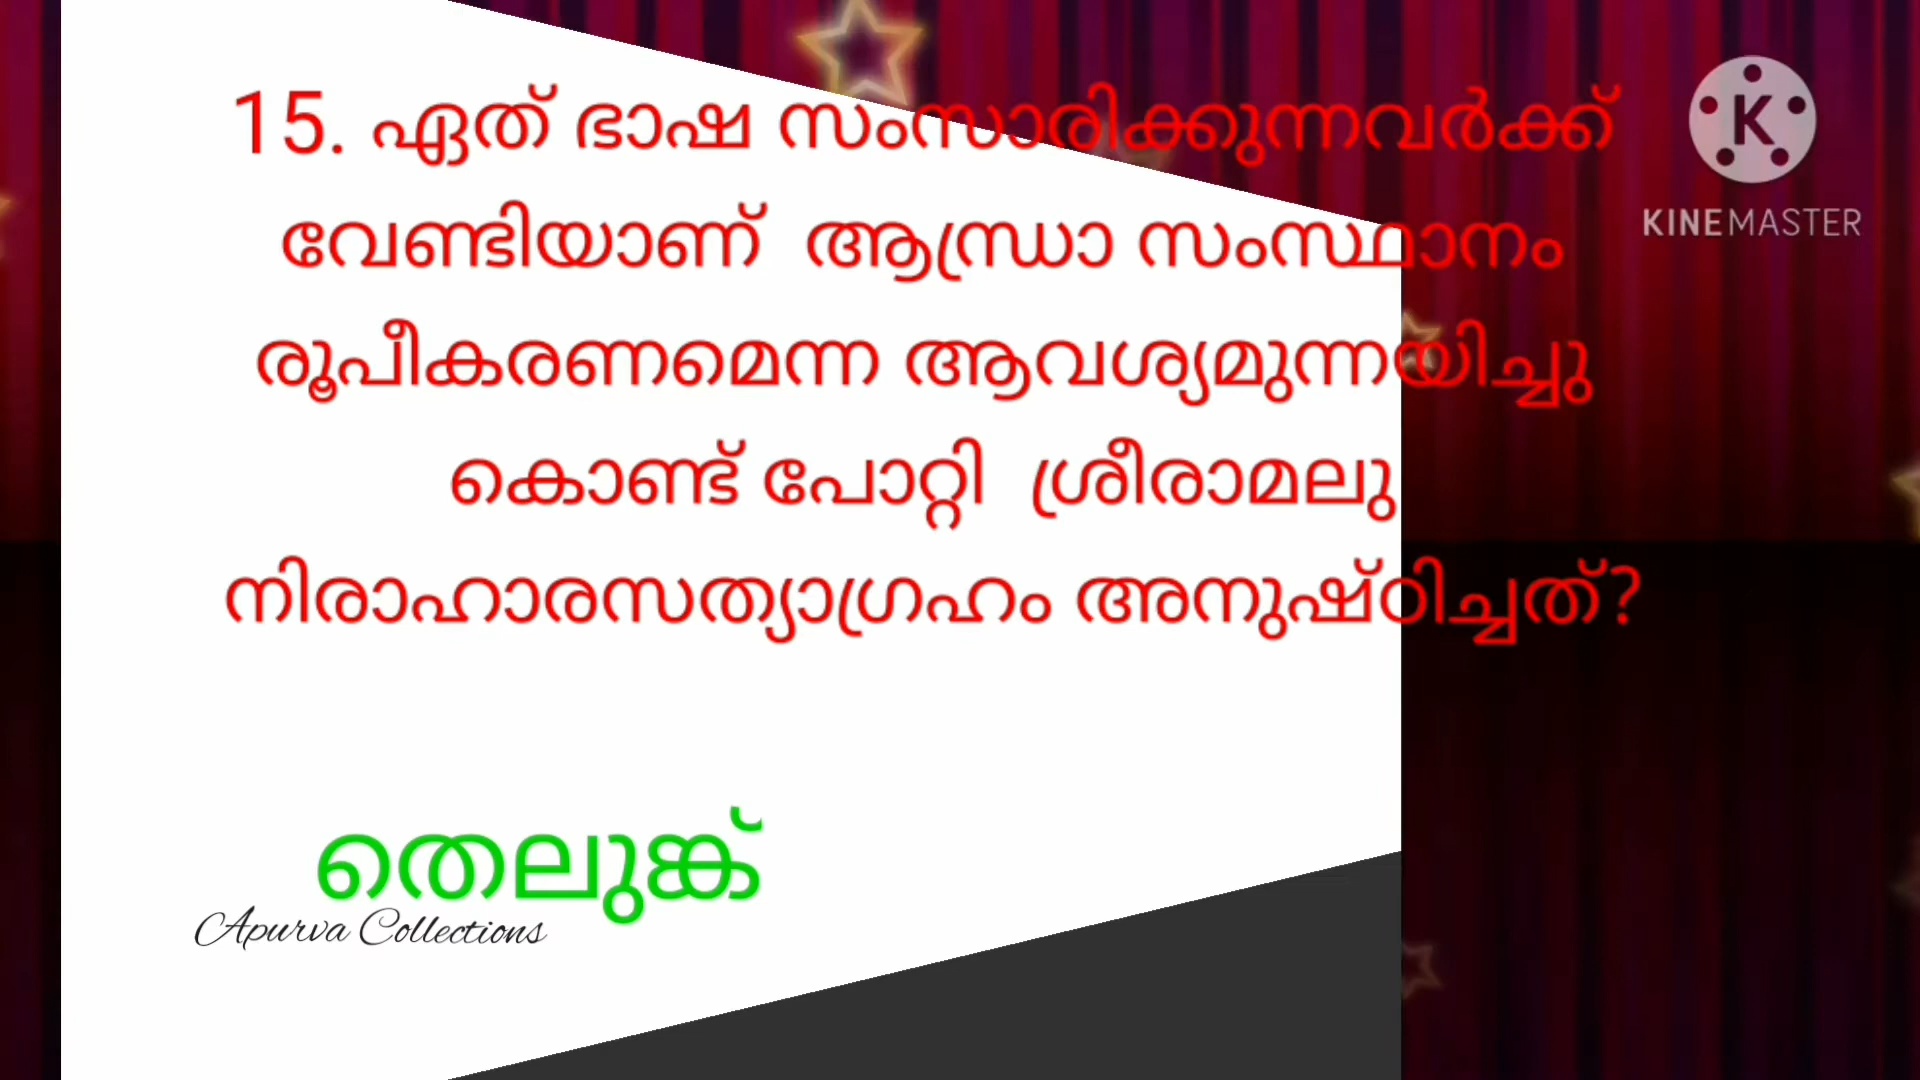 15. ഏത് ഭാഷ സംസാരിക്കുന്നവർക്ക്
വേണ്ടിയാണ് ആന്ധ്രാ സംസ്ഥാനം
രൂപീകരണമെന്ന ആവശ്യമുന്നയിച്ചു
കൊണ്ട് പോറ്റി ശ്രീരാമലു
നിരാഹാരസത്യാഗ്രഹം അനുഷ്ഠിച്ചത്?
തെലുങ്ക്
Apurva Collections
K
KINEMASTER